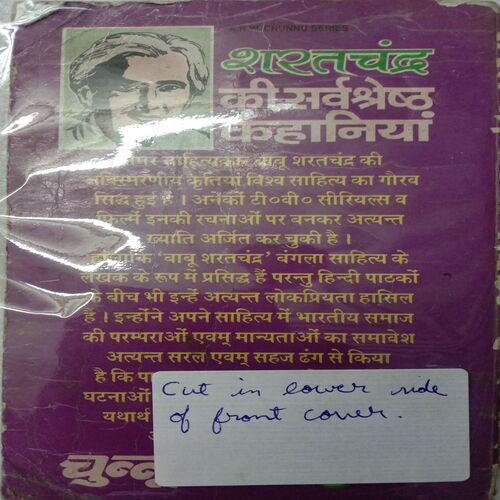 CHUNNU SERIES
शरतचंद्र
की सर्वश्रेष्ठ
कहानियां
साहित्यकार बाबू शरतचंद्र की
कृतियां विश्व साहित्य का गौरव
सिद्ध हुई है । अनेकों टी०वी० सीरियल्स व
फिल्में इनकी रचनाओं पर बनकर अत्यन्त
ख्याति अर्जित कर चुकी है ।
हालांकि 'बाबू शरतचंद्र' बंगला साहित्य के
लेखक के रूप में प्रसिद्ध हैं परन्तु हिन्दी पाठकों
के बीच भी इन्हें अत्यन्त लोकप्रियता हासिल
है । इन्होंने अपने साहित्य में भारतीय समाज
की परम्पराओं एवम् मान्यताओं का समावेश
अत्यन्त सरल एवम् सहज ढंग से किया
है कि
घटनाओं
यथार्थ
Cut in lower side
of front cover.